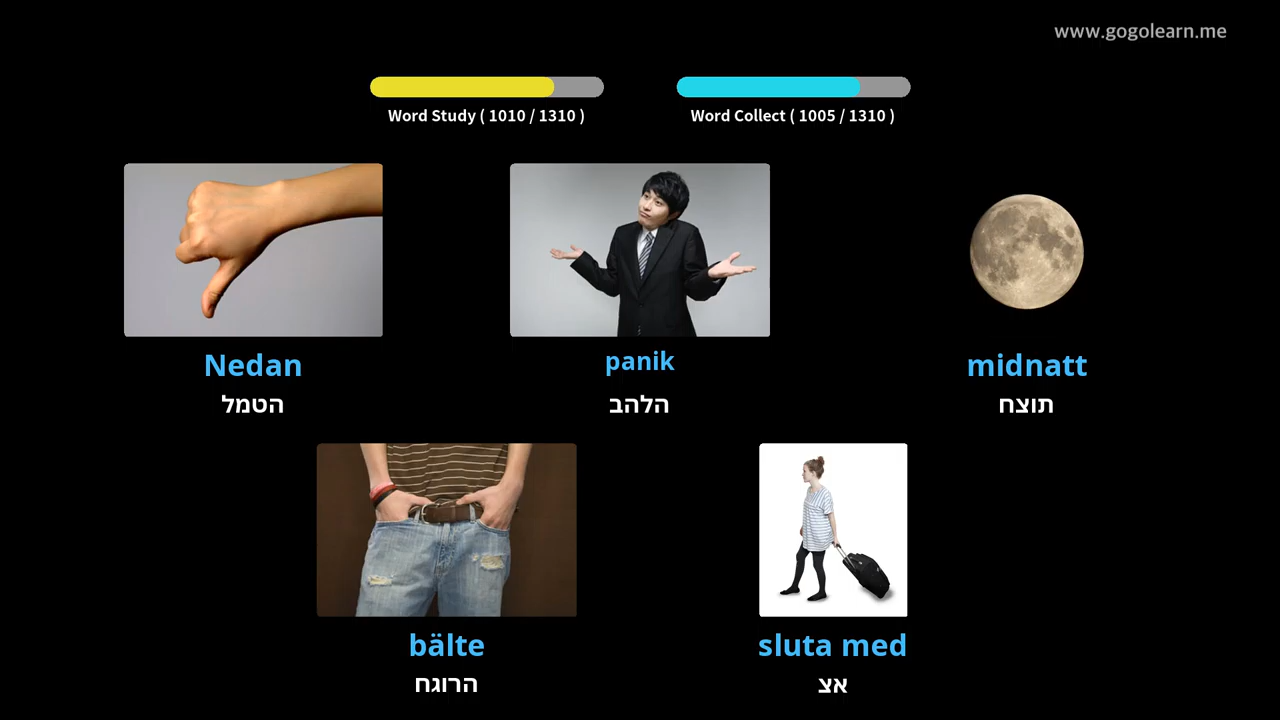 www.gogolearn.me
Word Study ( 1010 / 1310 )
Word Collect ( 1005 / 1310 )
Nedan
הטמל
panik
הלהב
midnatt
תוצח
bälte
הרוגח
sluta med
אצ